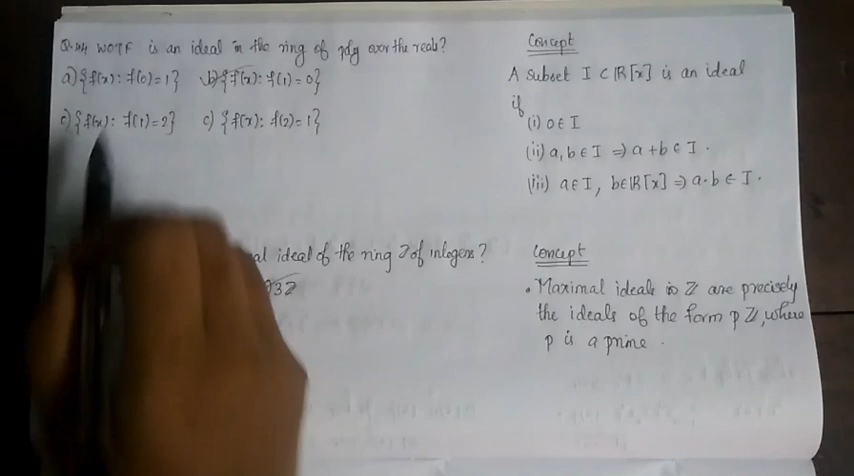 Q.44 WOTF is an ideal in the ring of poly over the reals?
a) {f(x): f(0)=1} b) {f(x): f(1)=0}
c) {f(x): f(1)=2} c) {f(x): f(2)=1}
al ideal of the ring Z of integers?
3Z
Concept
A subset I ⊂ ℝ[x] is an ideal
if
(i) 0 ∈ I
(ii) a, b ∈ I ⇒ a+b ∈ I.
(iii) a ∈ I, b ∈ ℝ[x] ⇒ a·b ∈ I.
Concept
• Maximal ideals in ℤ are precisely
the ideals of the form pℤ, where
p is a prime.